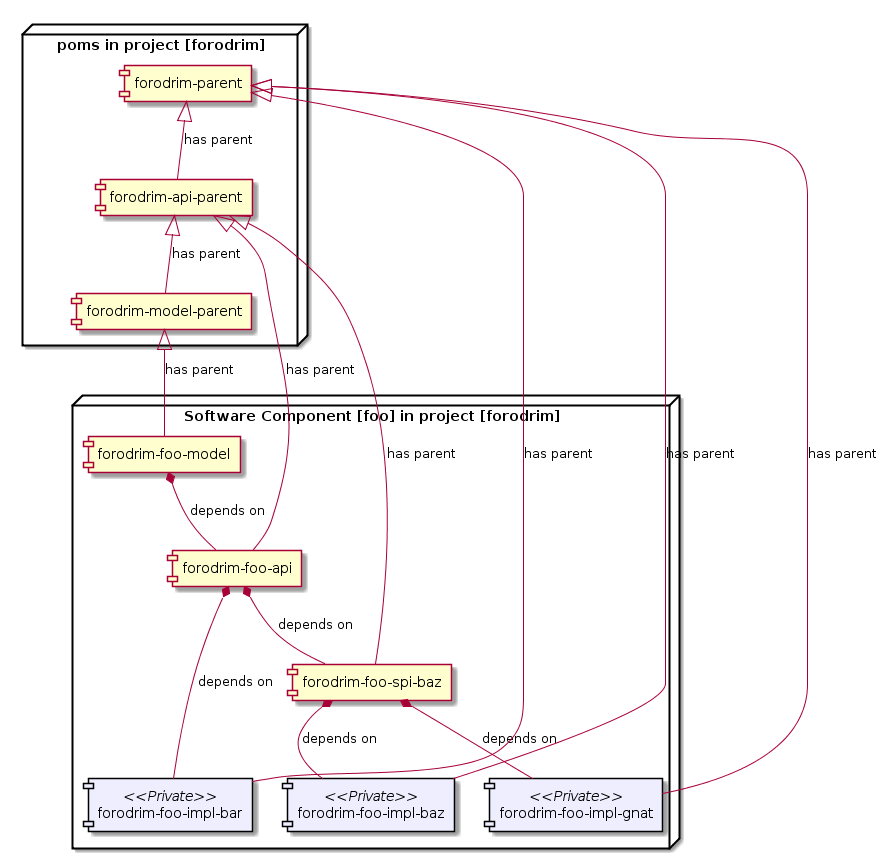 poms in project [forodrim]
forodrim-parent
has parent
forodrim-api-parent
has parent
forodrim-model-parent
has parent
has parent
Software Component [foo] in project [forodrim]
forodrim-foo-model
has parent
has parent
has parent
has parent
depends on
forodrim-foo-api
depends on
depends on
forodrim-foo-spi-baz
depends on
depends on
<<Private>>
forodrim-foo-impl-bar
<<Private>>
forodrim-foo-impl-baz
<<Private>>
forodrim-foo-impl-gnat